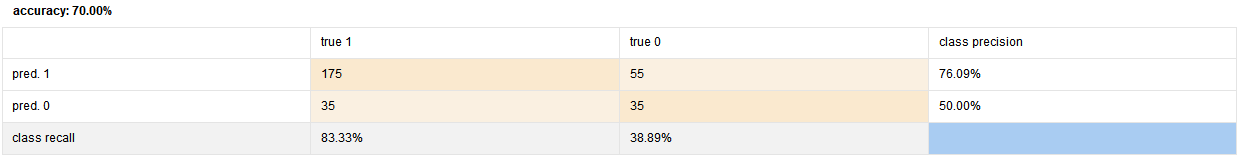 accuracy: 70.00%
true 1 true 0 class precision
pred. 1 175 55 76.09%
pred. 0 35 35 50.00%
class recall 83.33% 38.89%